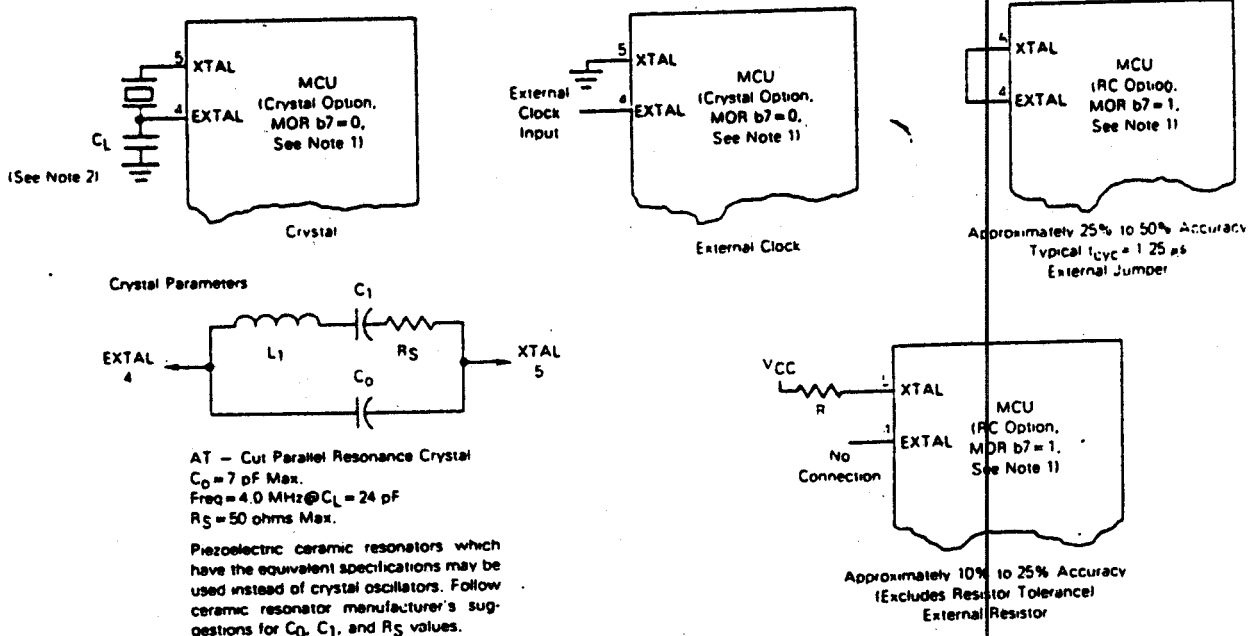 5
XTAL
MCU
(Crystal Option,
MOR b7=0,
See Note 1)
4
EXTAL
CL
(See Note 2)
Crystal
5
XTAL
MCU
(Crystal Option,
MOR b7=0,
See Note 1)
External
Clock
Input
4
EXTAL
External Clock
XTAL
MCU
(RC Option,
MOR b7=1,
See Note 1)
4
EXTAL
Approximately 25% to 50% Accuracy
Typical tcyc = 1.25 µs
External Jumper
Crystal Parameters
C1
L1
RS
EXTAL
4
XTAL
5
C0
AT – Cut Parallel Resonance Crystal
C0=7 pF Max.
Freq=4.0 MHz@CL=24 pF
RS=50 ohms Max.
Piezoelectric ceramic resonators which
have the equivalent specifications may be
used instead of crystal oscillators. Follow
ceramic resonator manufacturer's sug-
gestions for C0, C1, and RS values.
VCC
R
XTAL
MCU
(RC Option,
MOR b7=1,
See Note 1)
EXTAL
No
Connection
Approximately 10% to 25% Accuracy
(Excludes Resistor Tolerance)
External Resistor